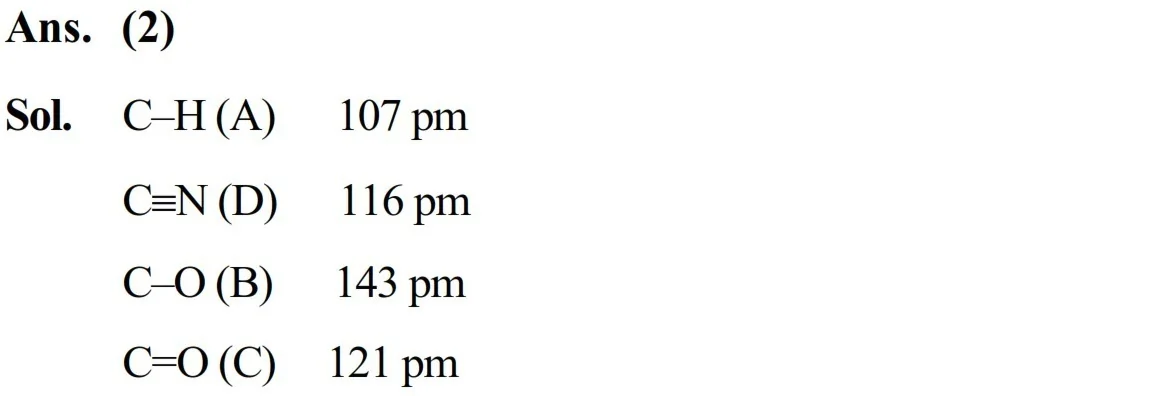 Ans. (2)
Sol. C–H (A) 107 pm
C≡N (D) 116 pm
C–O (B) 143 pm
C=O (C) 121 pm